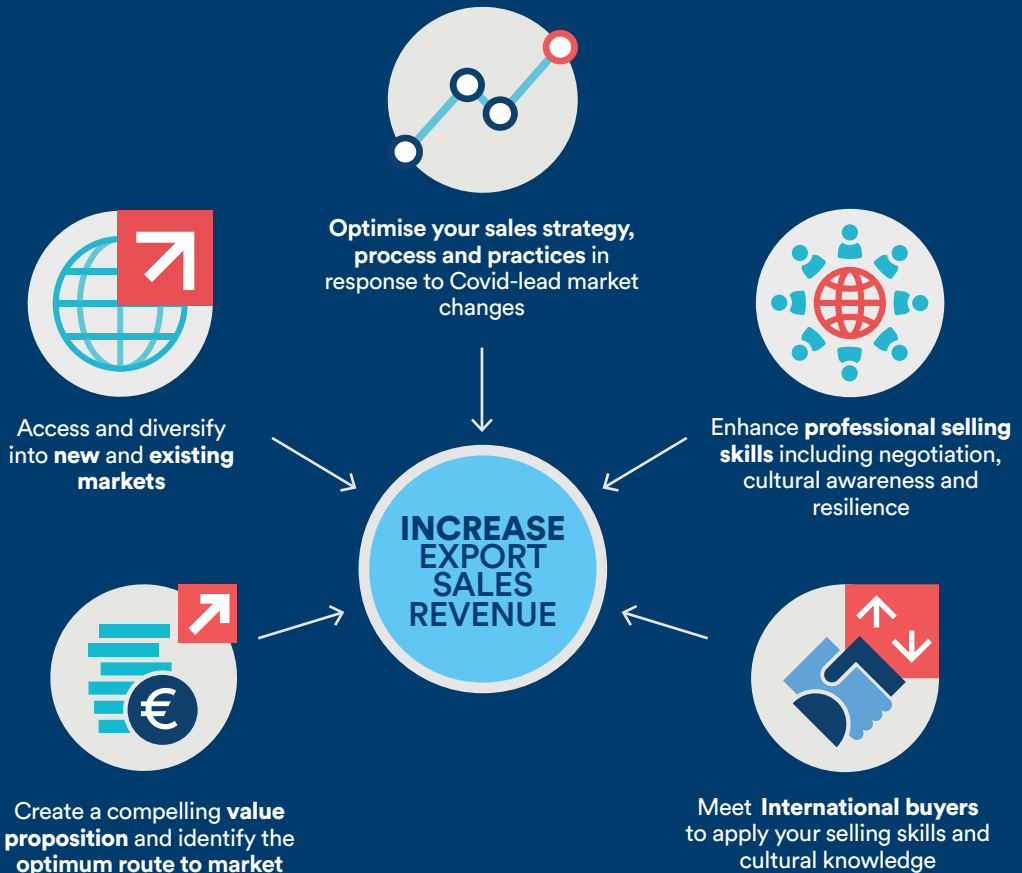 Optimise your sales strategy,
process and practices in
response to Covid-lead market
changes
Access and diversify
into new and existing
markets
Enhance professional selling
skills including negotiation,
cultural awareness and
resilience
INCREASE
EXPORT
SALES
REVENUE
€
Create a compelling value
proposition and identify the
optimum route to market
Meet International buyers
to apply your selling skills and
cultural knowledge